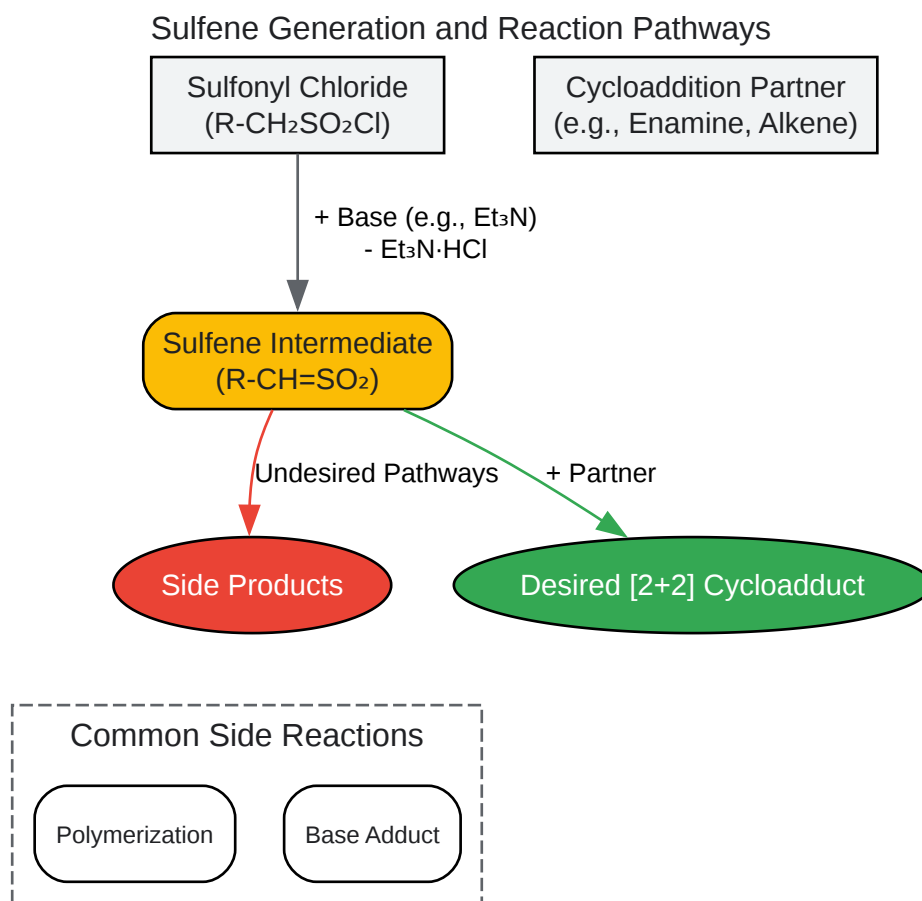 Sulfene Generation and Reaction Pathways
Sulfonyl Chloride
(R-CH₂SO₂Cl)
Cycloaddition Partner
(e.g., Enamine, Alkene)
+ Base (e.g., Et₃N)
- Et₃N·HCl
Sulfene Intermediate
(R-CH=SO₂)
Undesired Pathways
+ Partner
Side Products
Desired [2+2] Cycloadduct
Common Side Reactions
Polymerization
Base Adduct